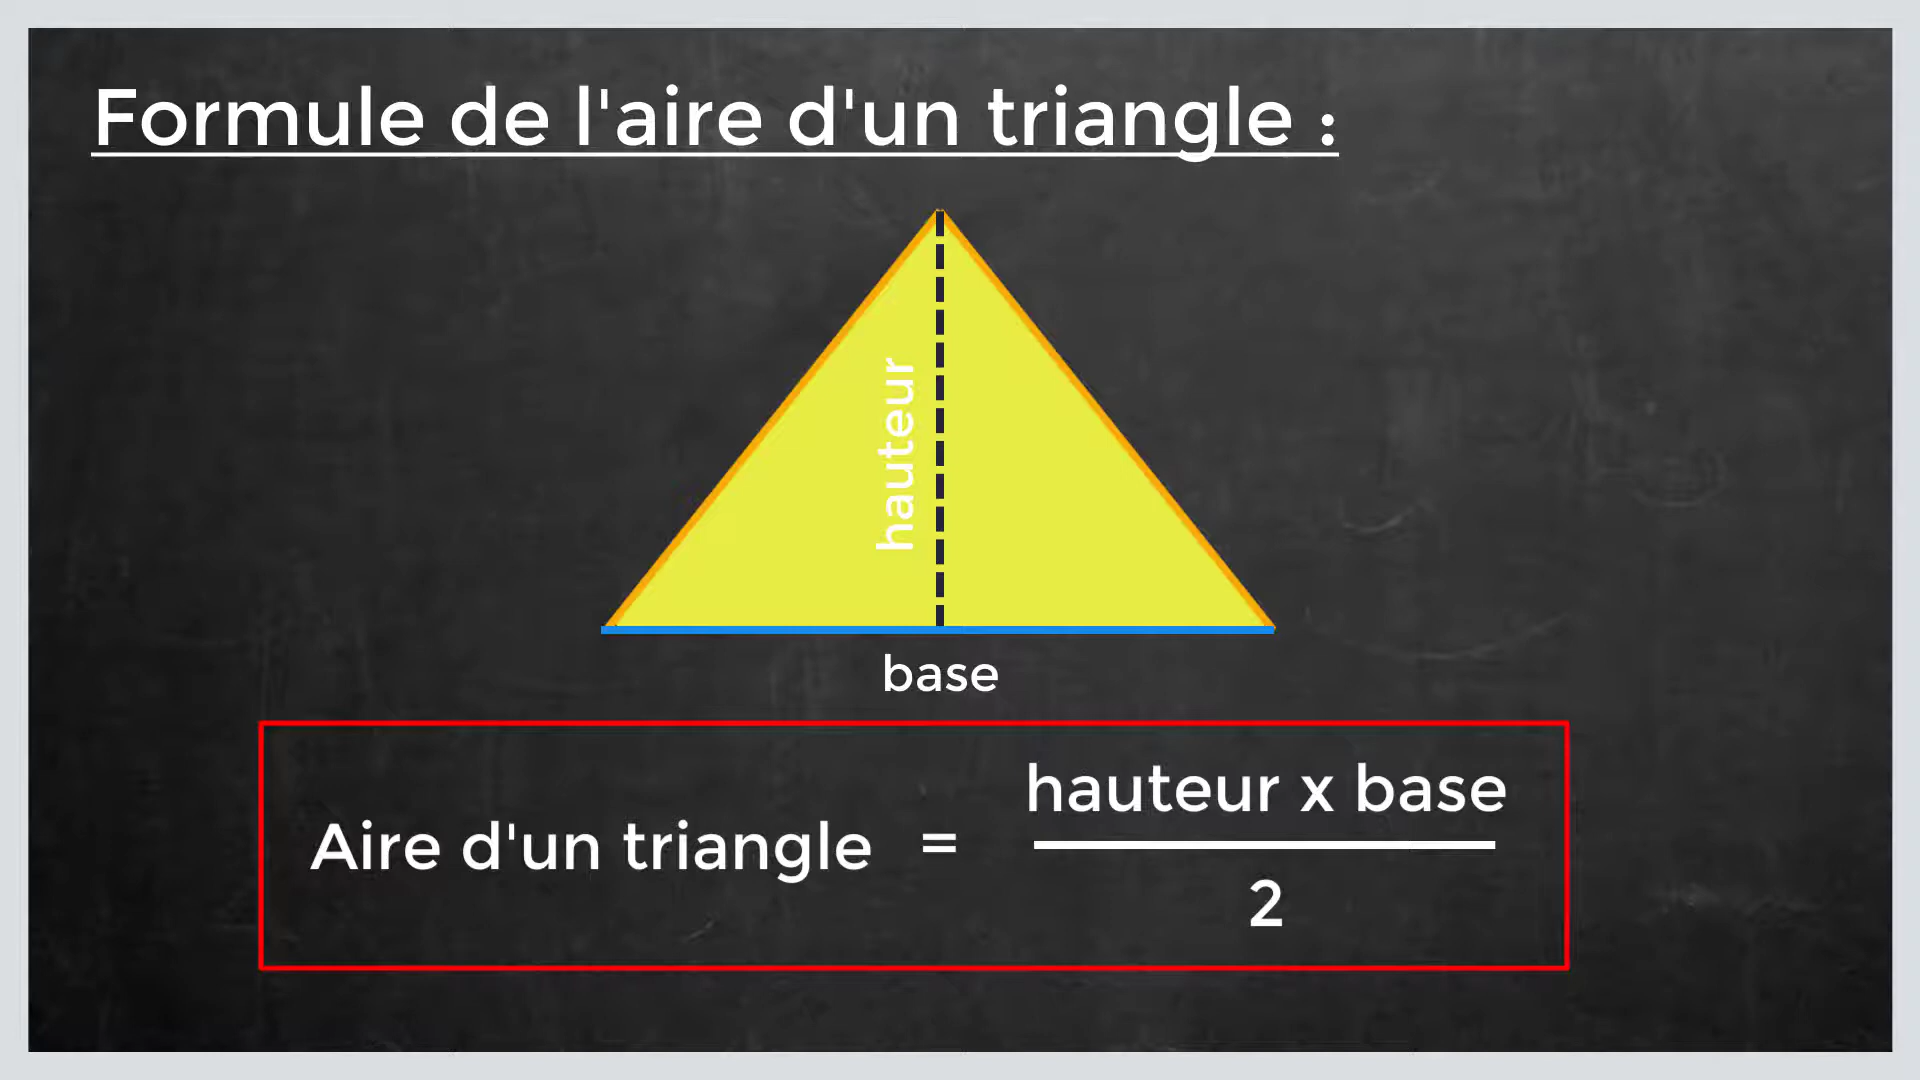 Formule de l'aire d'un triangle :
hauteur
base
Aire d'un triangle = hauteur x base
2